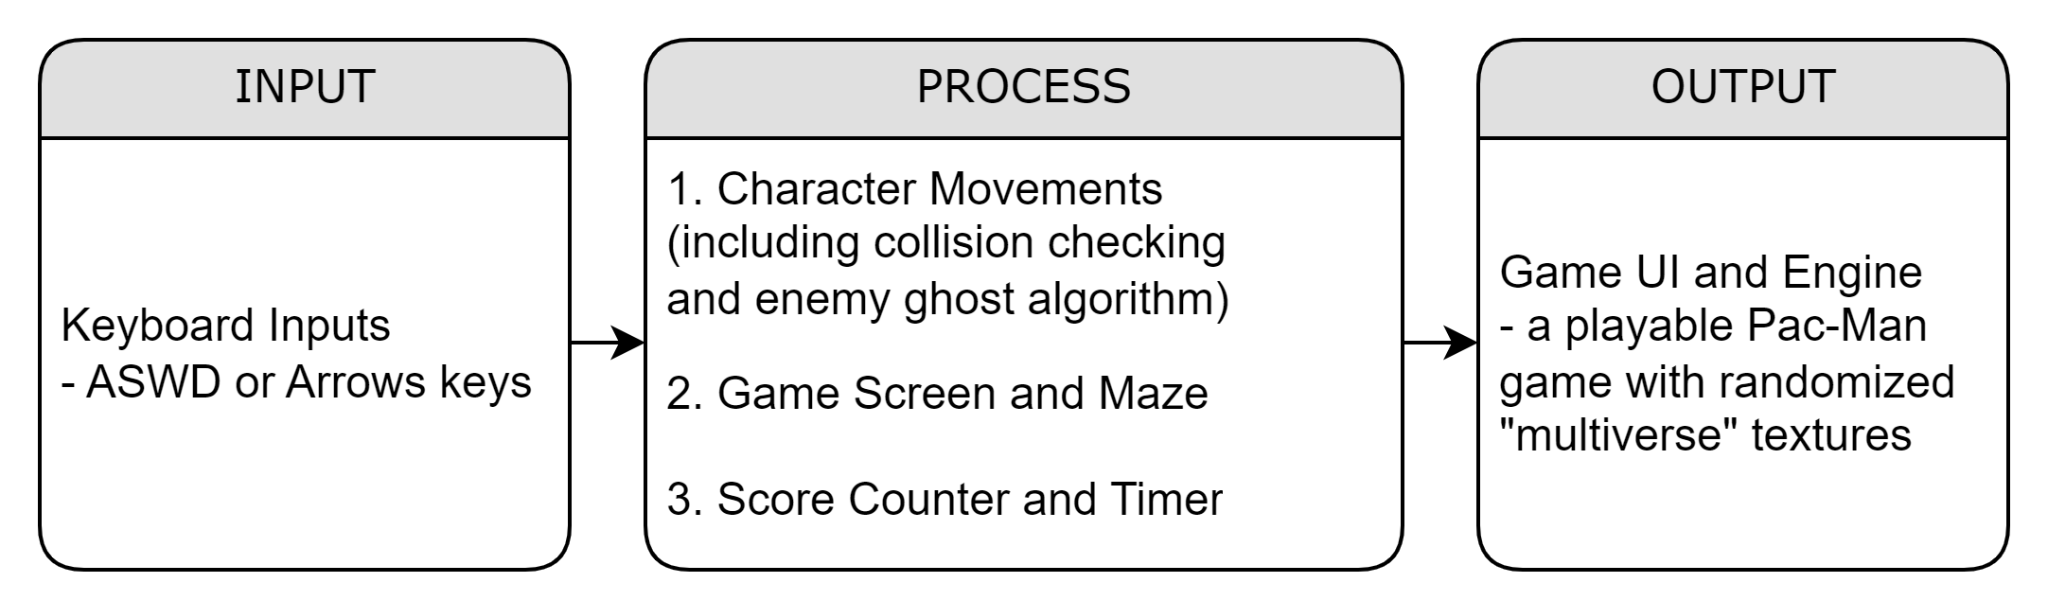 INPUT
Keyboard Inputs
- ASWD or Arrows keys
PROCESS
1. Character Movements
(including collision checking
and enemy ghost algorithm)
2. Game Screen and Maze
3. Score Counter and Timer
OUTPUT
Game UI and Engine
- a playable Pac-Man
game with randomized
"multiverse" textures